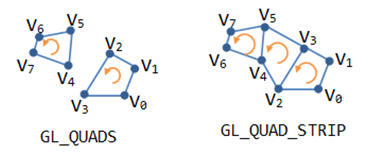 V6 V5
V7 V4
V2
V1
V3 V0
GL_QUADS
V7 V5
V3
V6 V4 V1
V2 V0
GL_QUAD_STRIP